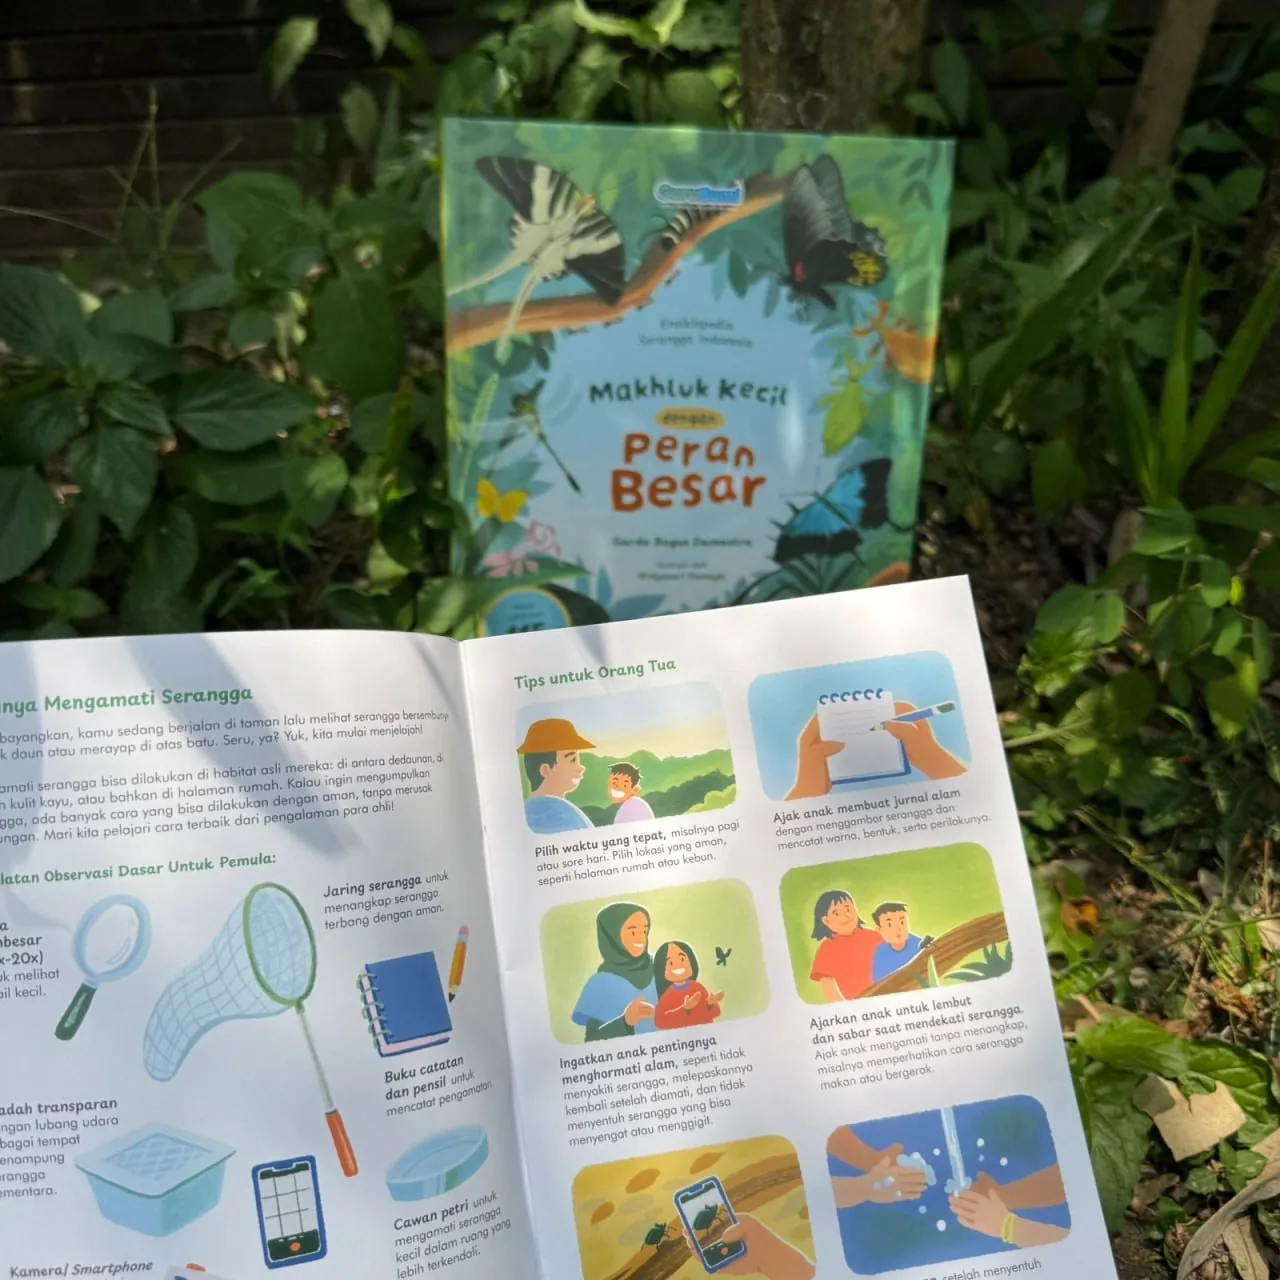 Ensiklopedia
Serangga Indonesia
Makhluk Kecil
dengan
Peran
Besar
Garda Bagus Damastra
nya Mengamati Serangga
bayangkan, kamu sedang berjalan di taman lalu melihat serangga bersembuny
k daun atau merayap di atas batu. Seru, ya? Yuk, kita mulai menjelajah!
amati serangga bisa dilakukan di habitat asli mereka: di antara dedaunan, di
h kulit kayu, atau bahkan di halaman rumah. Kalau ingin mengumpulkan
gga, ada banyak cara yang bisa dilakukan dengan aman, tanpa merusak
ungan. Mari kita pelajari cara terbaik dari pengalaman para ahli!
latan Observasi Dasar Untuk Pemula:
a
besar
x-20x)
k melihat
ail kecil.
Jaring serangga untuk
menangkap serangga
terbang dengan aman.
Buku catatan
dan pensil untuk
mencatat pengamatan.
adah transparan
ngan lubang udara
bagai tempat
enampung
erangga
ementara.
Cawan petri untuk
mengamati serangga
kecil dalam ruang yang
lebih terkendali.
Kamera/ Smartphone
Tips untuk Orang Tua
Pilih waktu yang tepat, misalnya pagi
atau sore hari. Pilih lokasi yang aman,
seperti halaman rumah atau kebun.
Ajak anak membuat jurnal alam
dengan menggambar serangga dan
mencatat warna, bentuk, serta perilakunya.
Ingatkan anak pentingnya
menghormati alam, seperti tidak
menyakiti serangga, melepaskannya
kembali setelah diamati, dan tidak
menyentuh serangga yang bisa
menyengat atau menggigit.
Ajarkan anak untuk lembut
dan sabar saat mendekati serangga.
Ajak anak mengamati tanpa menangkap,
misalnya memperhatikan cara serangga
makan atau bergerak.
setelah menyentuh